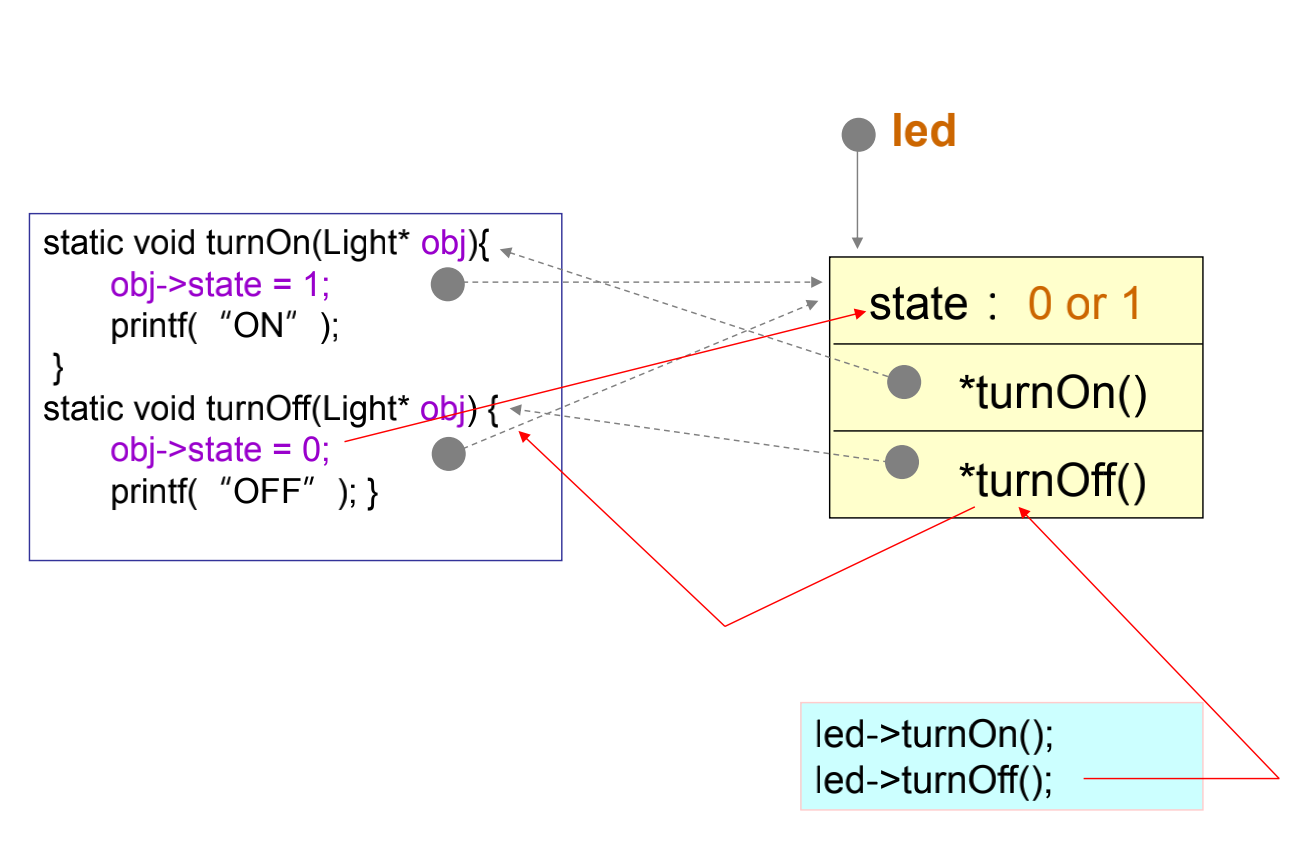 led
static void turnOn(Light* obj){
obj->state = 1;
printf( “ON” );
}
static void turnOff(Light* obj) {
obj->state = 0;
printf( “OFF” ); }
state : 0 or 1
*turnOn()
*turnOff()
led->turnOn();
led->turnOff();